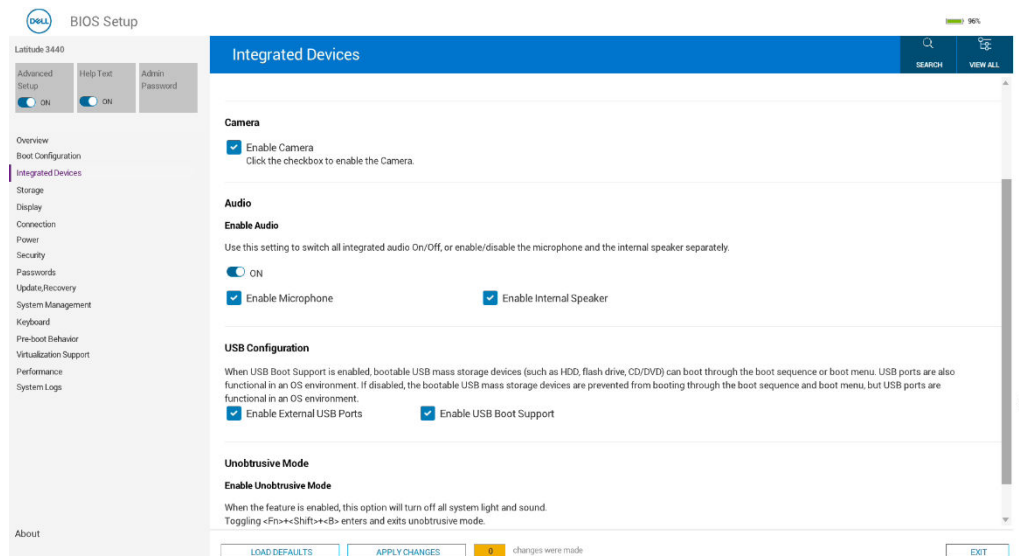 DELL
BIOS Setup
96%
Latitude 3440
Advanced Setup
ON
Help Text
ON
Admin Password
Overview
Boot Configuration
Integrated Devices
Storage
Display
Connection
Power
Security
Passwords
Update,Recovery
System Management
Keyboard
Pre-boot Behavior
Virtualization Support
Performance
System Logs
About
Integrated Devices
SEARCH
VIEW ALL
Camera
Enable Camera
Click the checkbox to enable the Camera.
Audio
Enable Audio
Use this setting to switch all integrated audio On/Off, or enable/disable the microphone and the internal speaker separately.
ON
Enable Microphone
Enable Internal Speaker
USB Configuration
When USB Boot Support is enabled, bootable USB mass storage devices (such as HDD, flash drive, CD/DVD) can boot through the boot sequence or boot menu. USB ports are also
functional in an OS environment. If disabled, the bootable USB mass storage devices are prevented from booting through the boot sequence and boot menu, but USB ports are
functional in an OS environment.
Enable External USB Ports
Enable USB Boot Support
Unobtrusive Mode
Enable Unobtrusive Mode
When the feature is enabled, this option will turn off all system light and sound.
Toggling <Fn>+<Shift>+<B> enters and exits unobtrusive mode.
LOAD DEFAULTS
APPLY CHANGES
0
changes were made
EXIT